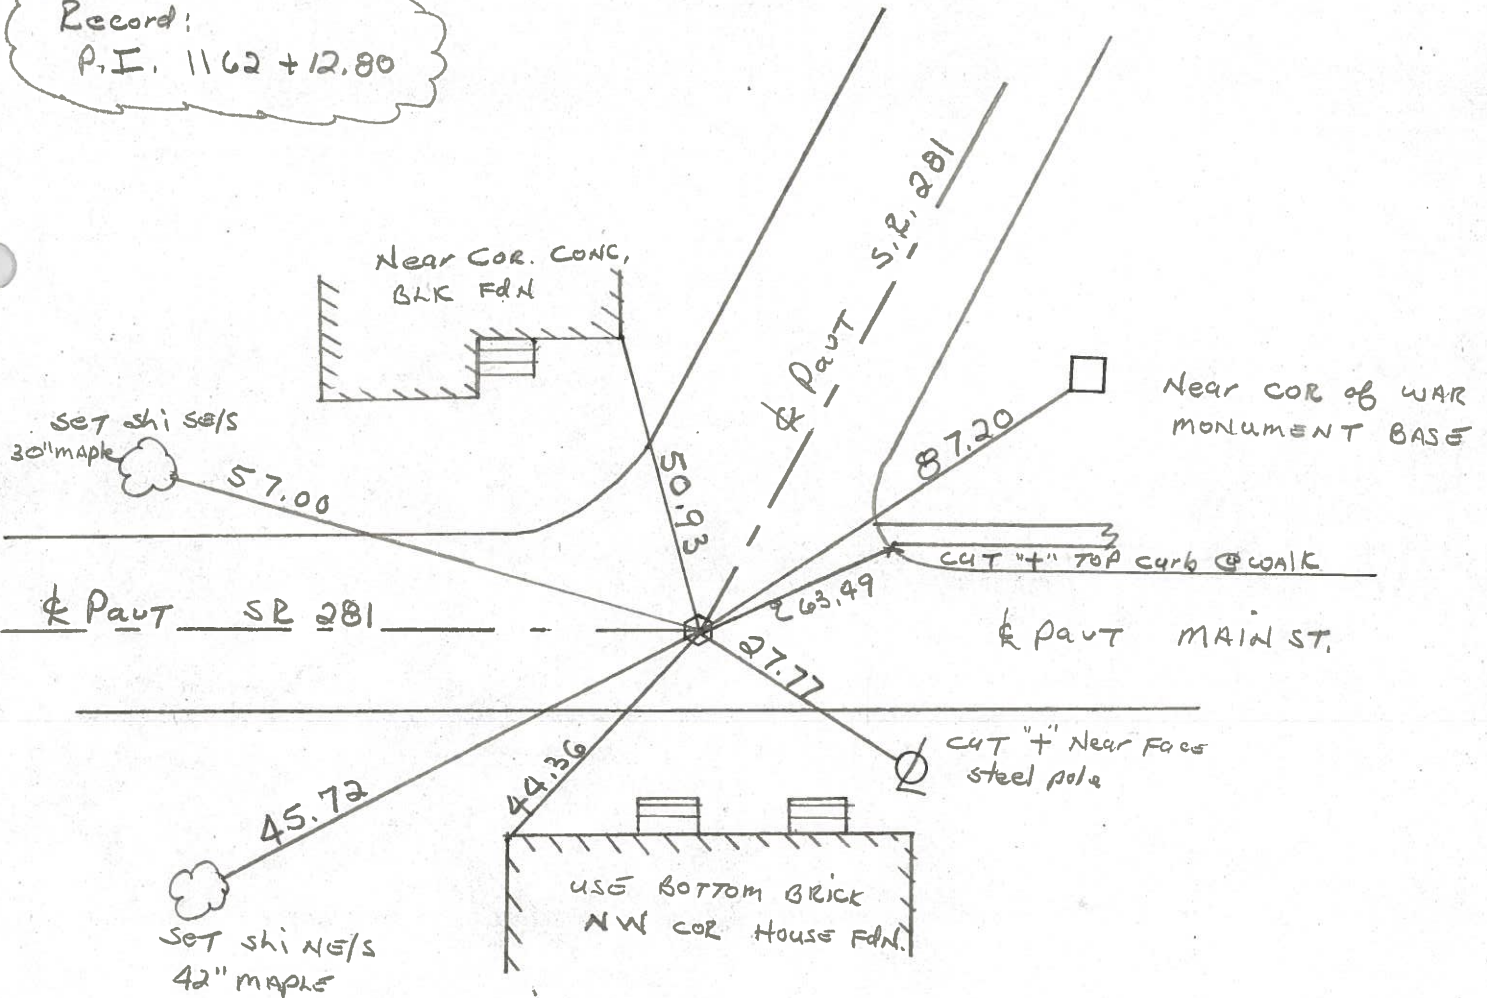 Record:
P.I. 1162 + 12.80
Near COR. CONC.
BLK FdN
SET shi SE/S
30" maple
57.00
50.93
℄ PavT S.R. 281
87.20
Near COR of WAR
MONUMENT BASE
CUT "+" TOP Curb @ WALK
63.49
℄ PavT SR 281
℄ PavT MAIN ST.
27.77
CUT "+" Near Face
steel pole
44.36
45.72
USE BOTTOM BRICK
NW COR HOUSE FdN.
SET shi NE/S
42" MAPLE